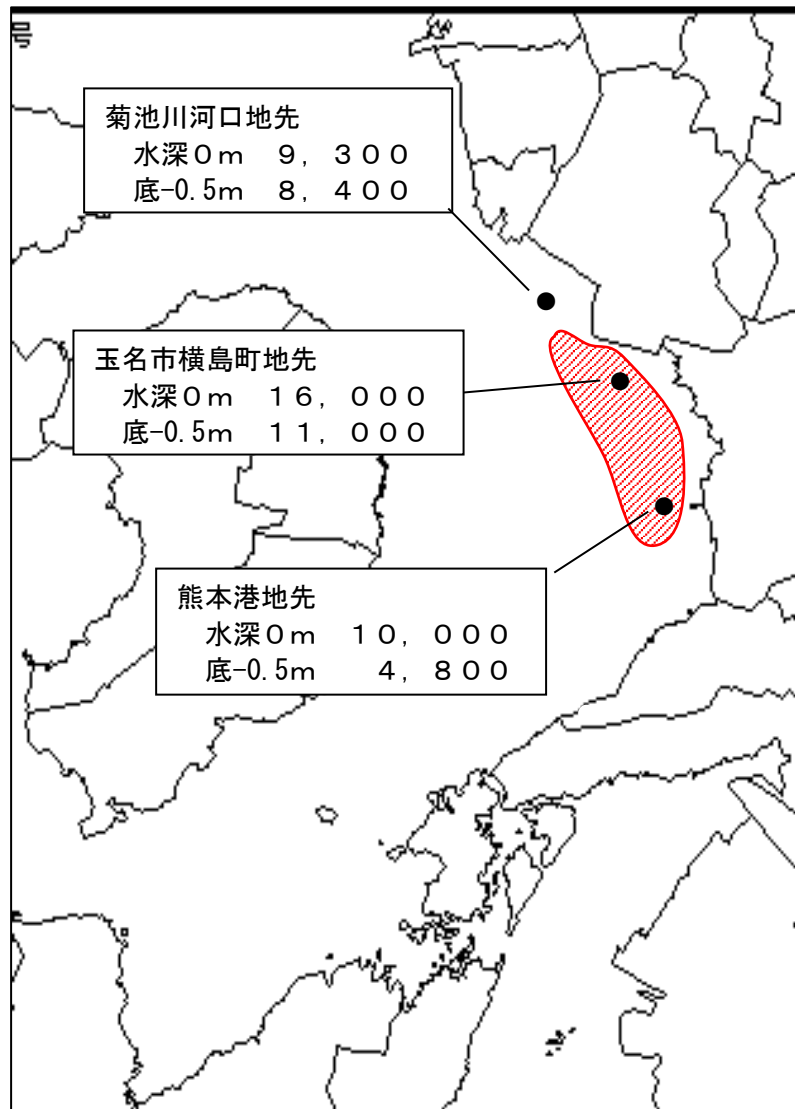 号
菊池川河口地先
水深０ｍ ９，３００
底-0.5m ８，４００
玉名市横島町地先
水深０ｍ １６，０００
底-0.5m １１，０００
熊本港地先
水深０ｍ １０，０００
底-0.5m ４，８００